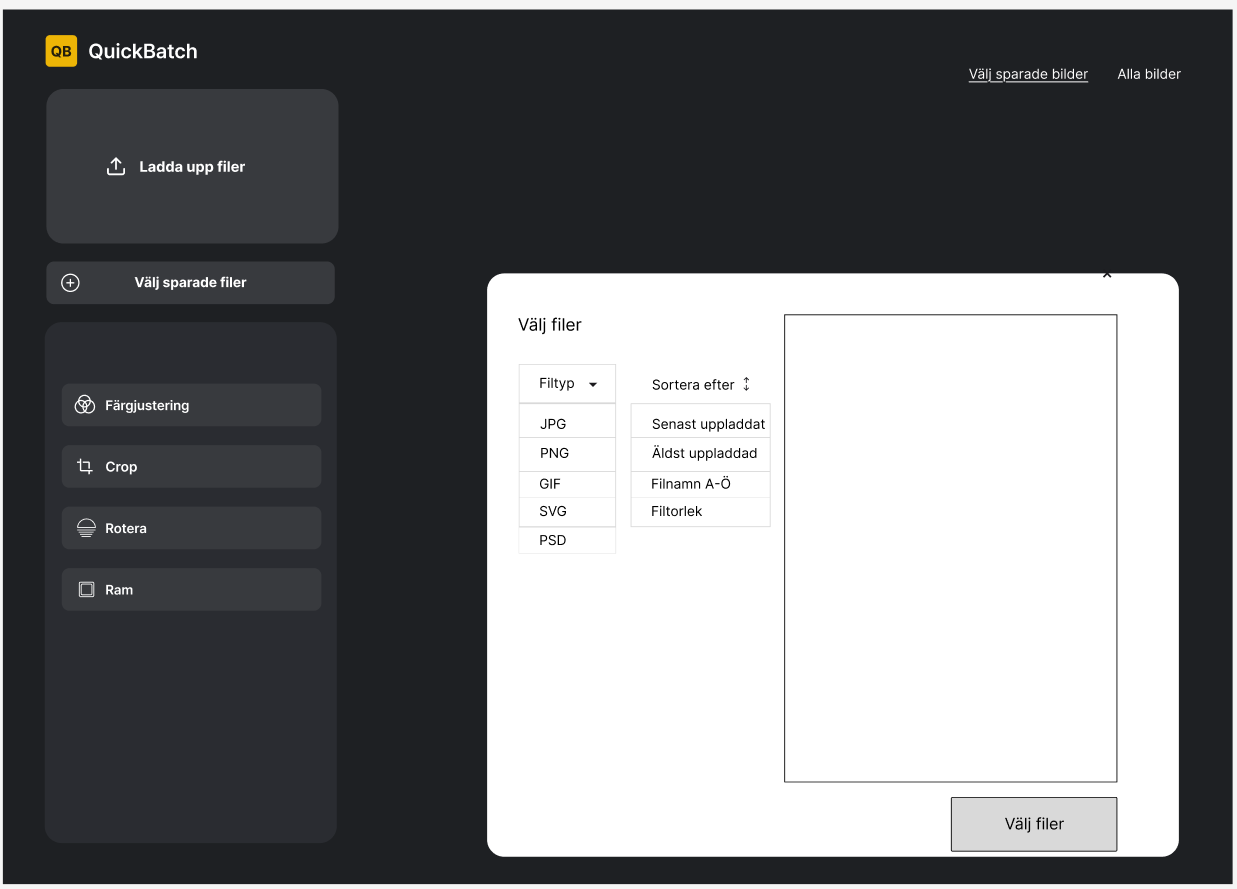 QB QuickBatch
Välj sparade bilder Alla bilder
Ladda upp filer
Välj sparade filer
Färgjustering
Crop
Rotera
Ram
Välj filer
Filtyp
JPG
PNG
GIF
SVG
PSD
Sortera efter
Senast uppladdat
Äldst uppladdad
Filnamn A-Ö
Filtorlek
Välj filer